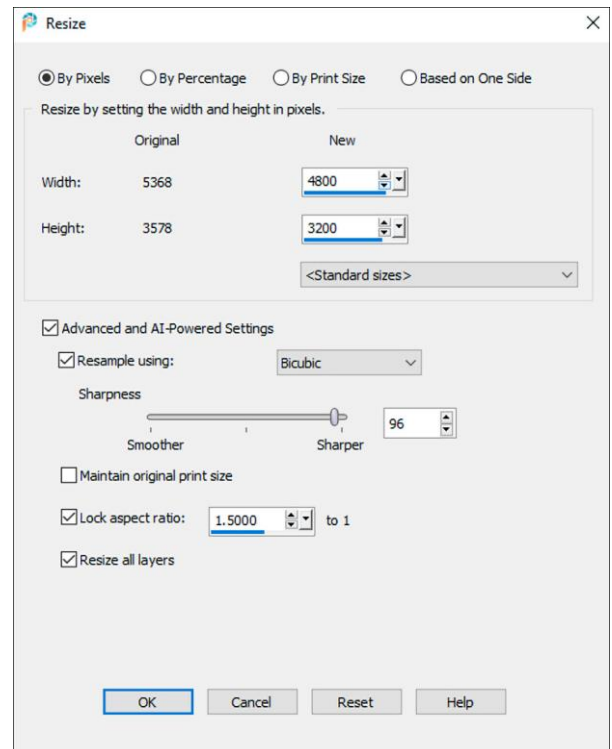 Resize
By Pixels By Percentage By Print Size Based on One Side
Resize by setting the width and height in pixels.
Original New
Width: 5368 4800
Height: 3578 3200
<Standard sizes>
Advanced and AI-Powered Settings
Resample using: Bicubic
Sharpness
96
Smoother Sharper
Maintain original print size
Lock aspect ratio: 1.5000 to 1
Resize all layers
OK Cancel Reset Help